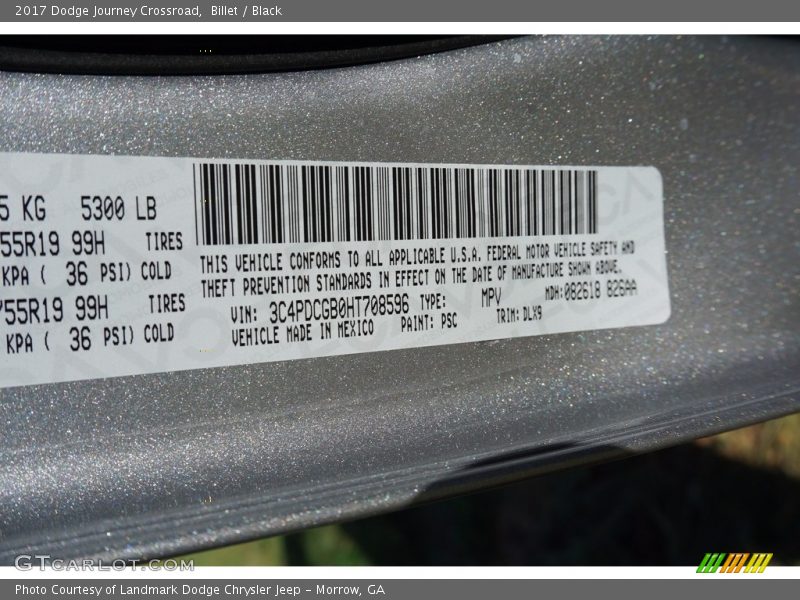 2017 Dodge Journey Crossroad, Billet / Black
5 KG 5300 LB
55R19 99H TIRES
KPA ( 36 PSI) COLD
55R19 99H TIRES
KPA ( 36 PSI) COLD
THIS VEHICLE CONFORMS TO ALL APPLICABLE U.S.A. FEDERAL MOTOR VEHICLE SAFETY AND
THEFT PREVENTION STANDARDS IN EFFECT ON THE DATE OF MANUFACTURE SHOWN ABOVE.
VIN: 3C4PDCGB0HT708596 TYPE: MPV MDH:082618 826AA
VEHICLE MADE IN MEXICO PAINT: PSC TRIM: DLX9
GTCARLOT.COM
Photo Courtesy of Landmark Dodge Chrysler Jeep – Morrow, GA